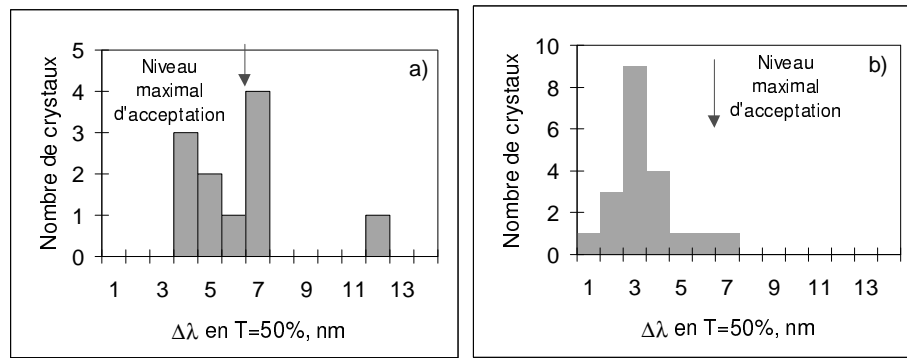 a)
Niveau
maximal
d'acceptation
Nombre de crystaux
5
4
3
2
1
0
1 3 5 7 9 11 13
Δλ en T=50%, nm
b)
Niveau
maximal
d'acceptation
Nombre de crystaux
10
8
6
4
2
0
1 3 5 7 9 11 13
Δλ en T=50%, nm